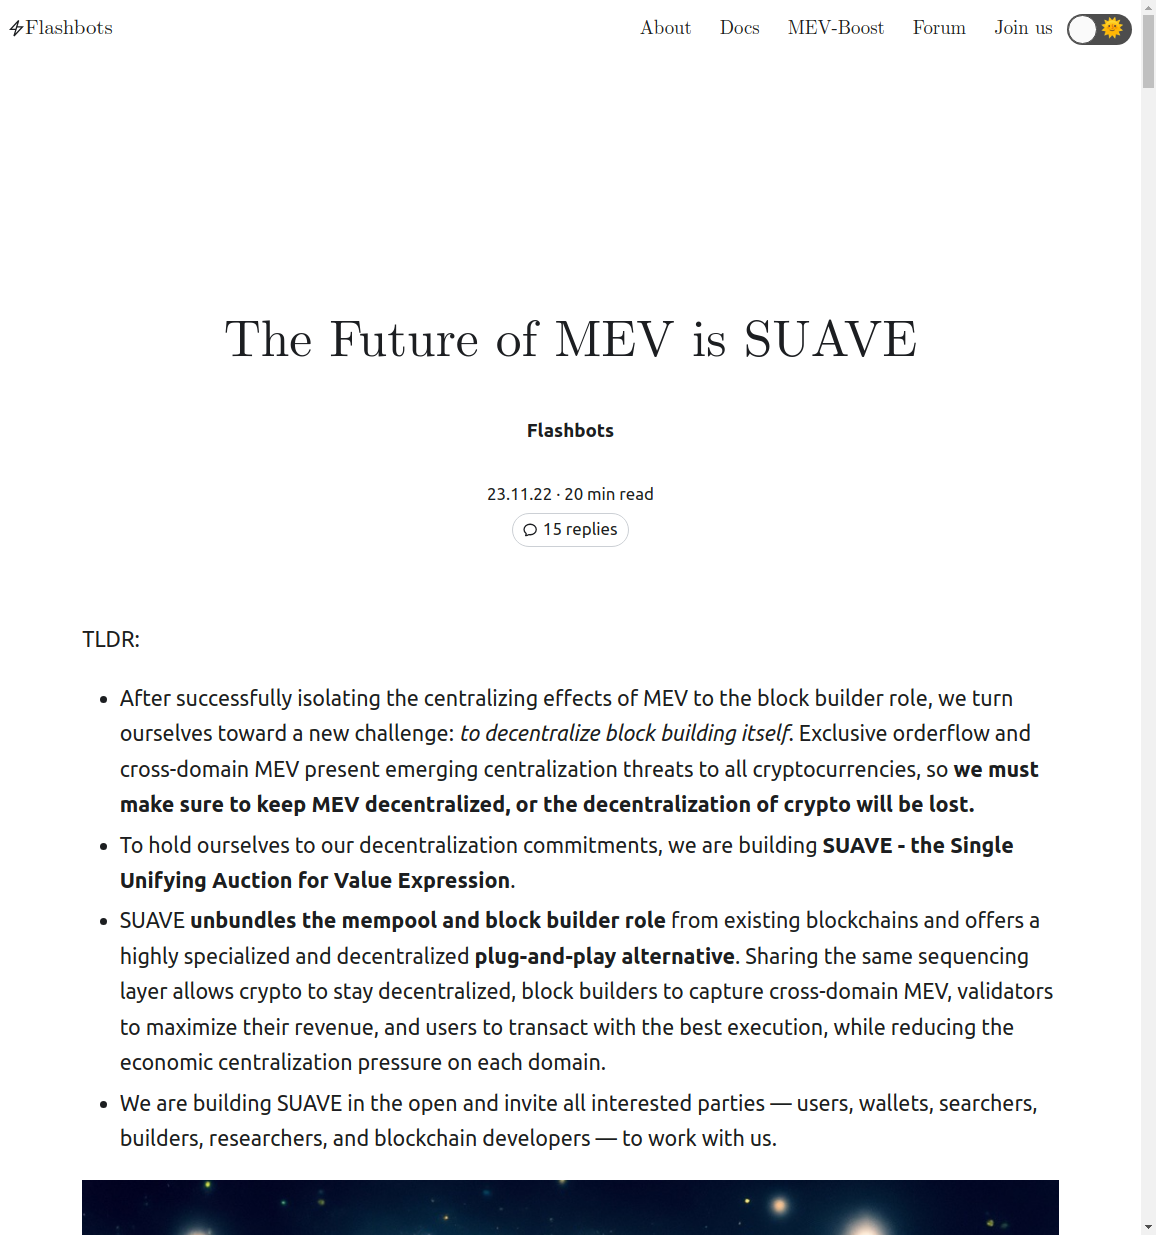 Flashbots
About Docs MEV-Boost Forum Join us
The Future of MEV is SUAVE
Flashbots
23.11.22 · 20 min read
15 replies
TLDR:
• After successfully isolating the centralizing effects of MEV to the block builder role, we turn
ourselves toward a new challenge: to decentralize block building itself. Exclusive orderflow and
cross-domain MEV present emerging centralization threats to all cryptocurrencies, so we must
make sure to keep MEV decentralized, or the decentralization of crypto will be lost.
• To hold ourselves to our decentralization commitments, we are building SUAVE - the Single
Unifying Auction for Value Expression.
• SUAVE unbundles the mempool and block builder role from existing blockchains and offers a
highly specialized and decentralized plug-and-play alternative. Sharing the same sequencing
layer allows crypto to stay decentralized, block builders to capture cross-domain MEV, validators
to maximize their revenue, and users to transact with the best execution, while reducing the
economic centralization pressure on each domain.
• We are building SUAVE in the open and invite all interested parties — users, wallets, searchers,
builders, researchers, and blockchain developers — to work with us.